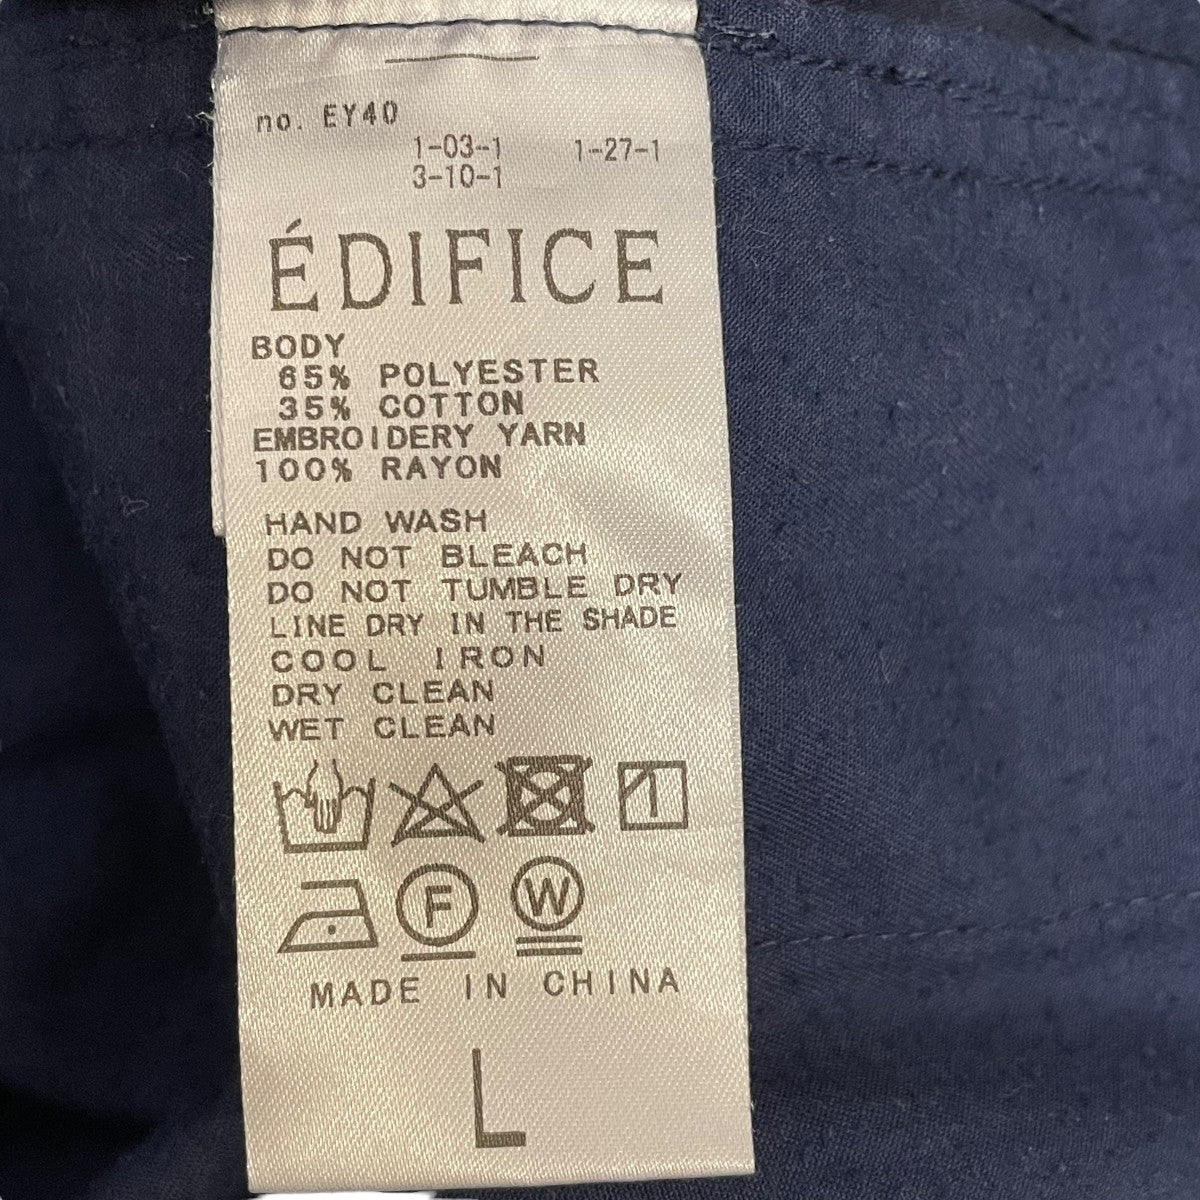 no. EY40
1-03-1 1-27-1
3-10-1
ÉDIFICE
BODY
65% POLYESTER
35% COTTON
EMBROIDERY YARN
100% RAYON
HAND WASH
DO NOT BLEACH
DO NOT TUMBLE DRY
LINE DRY IN THE SHADE
COOL IRON
DRY CLEAN
WET CLEAN
F W
MADE IN CHINA
L